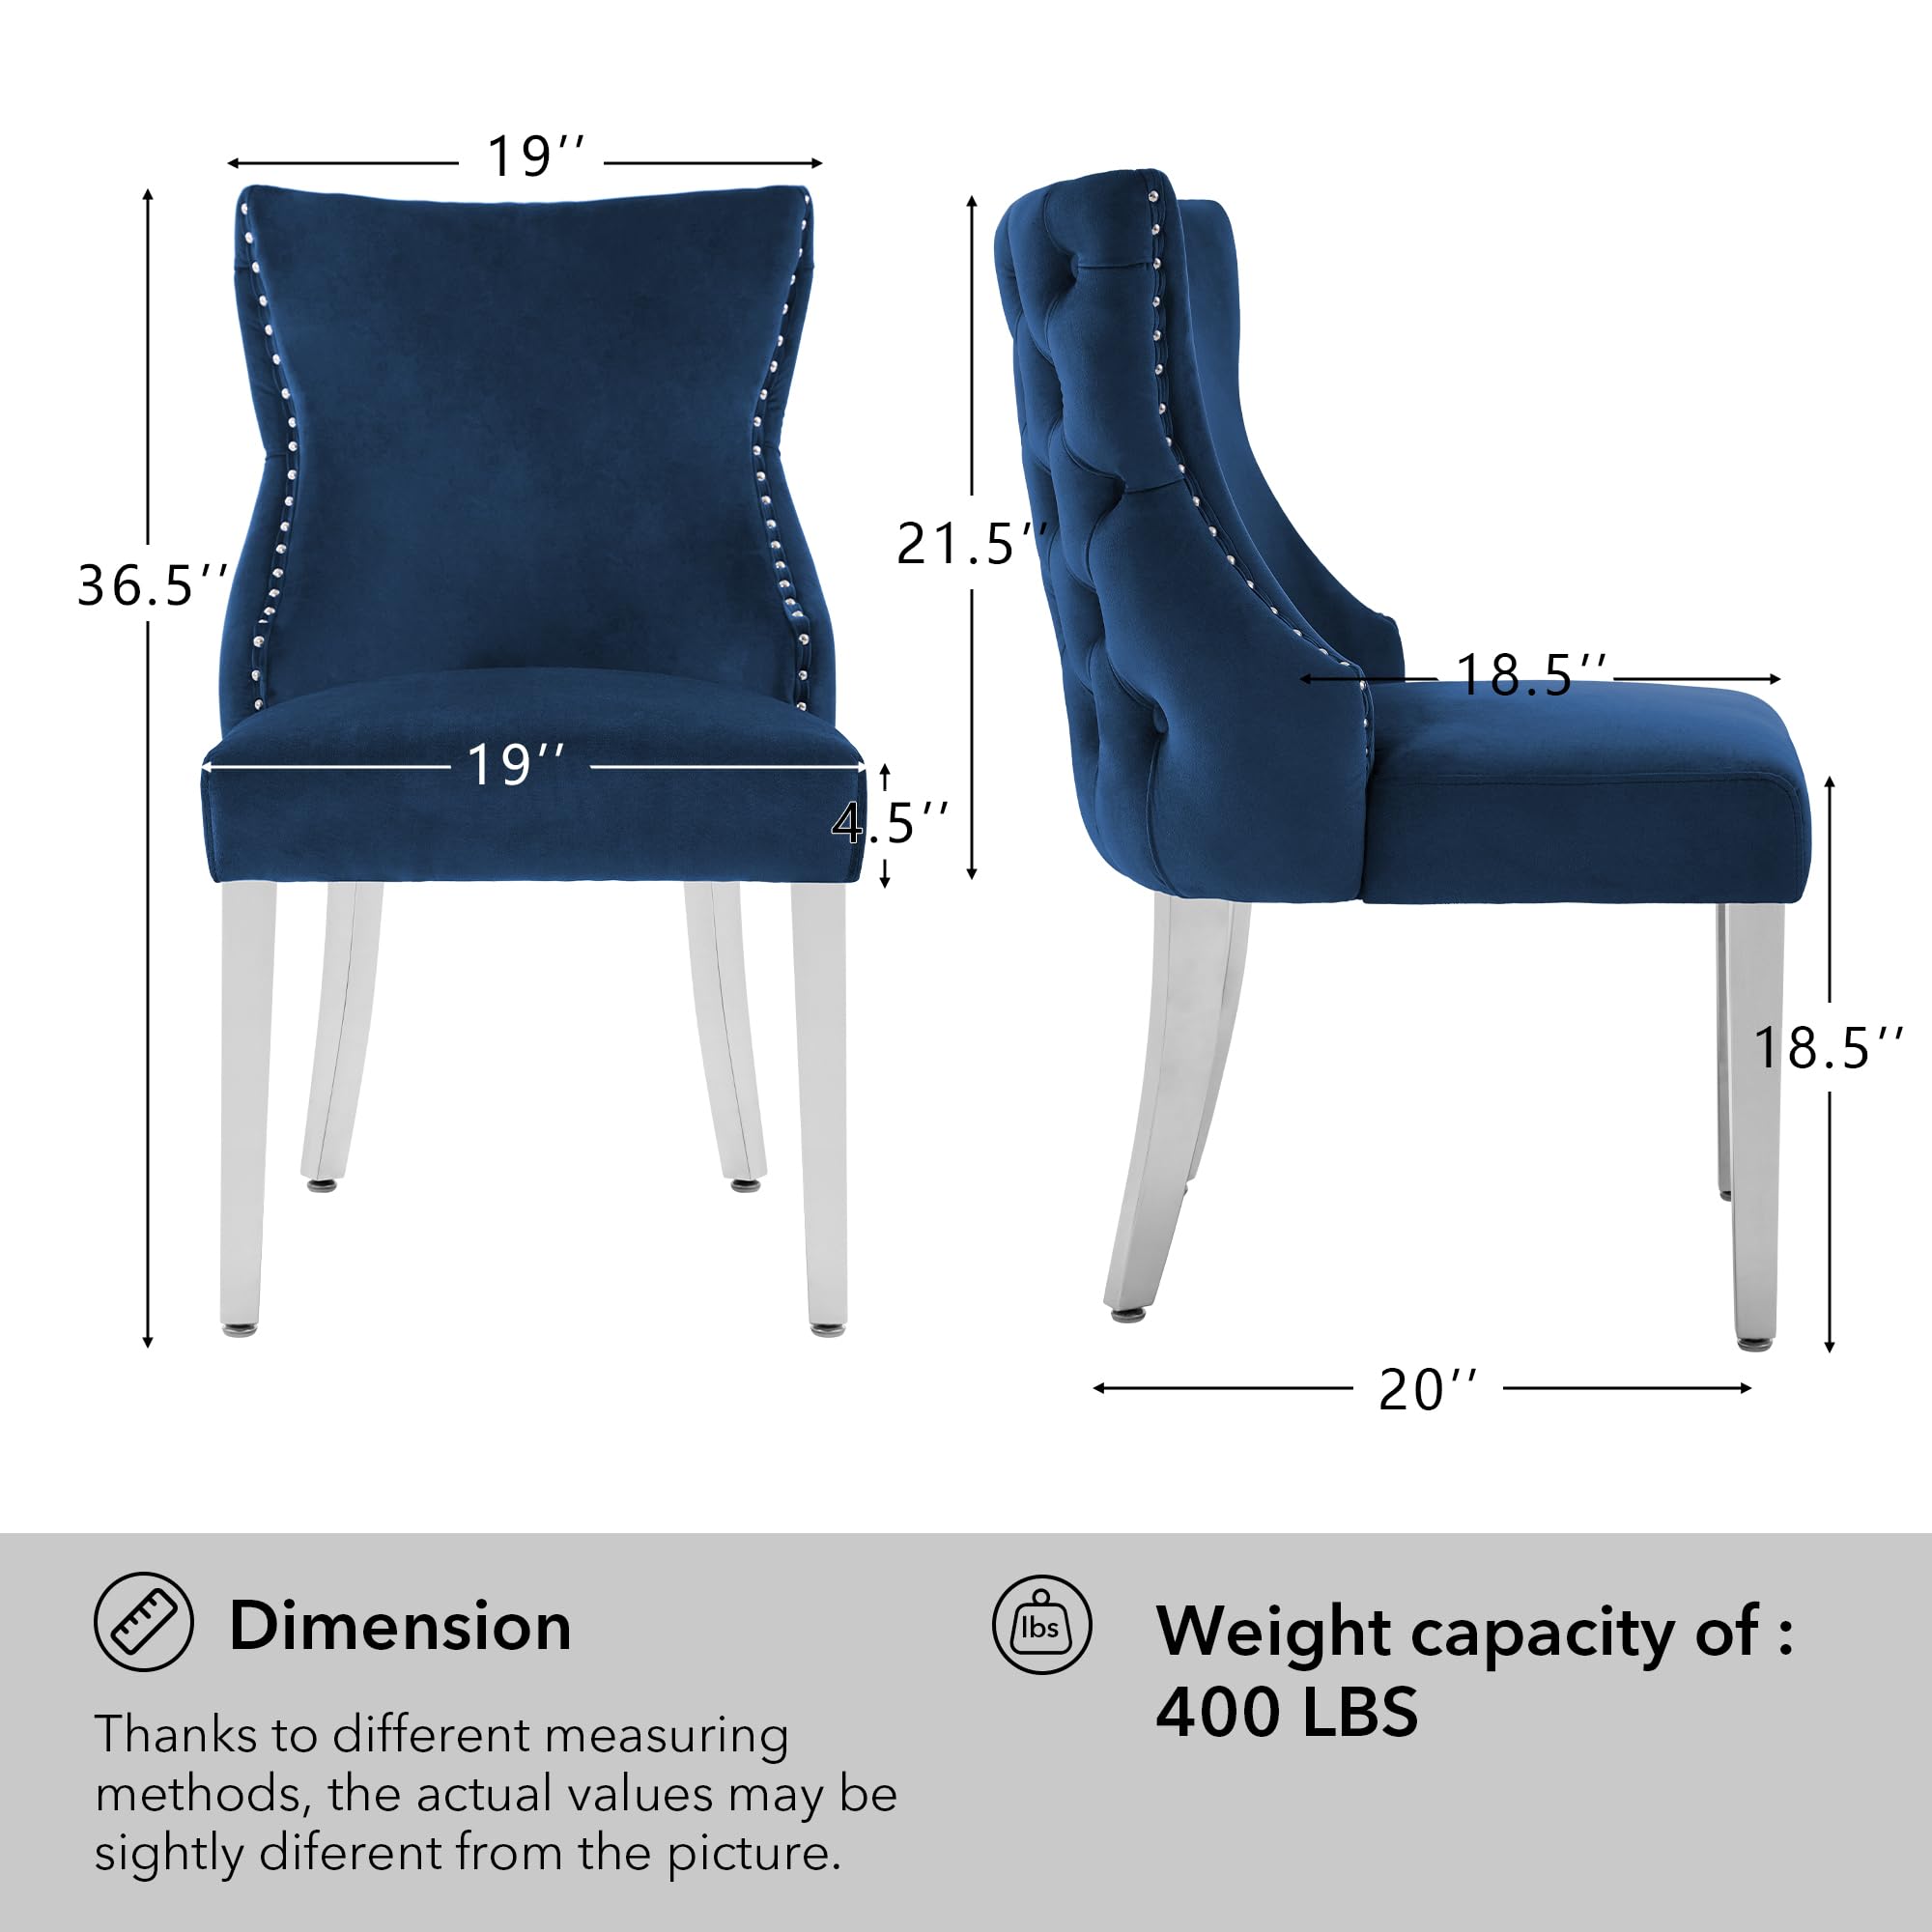 19’’
36.5’’
21.5’’
18.5’’
19’’
4.5’’
18.5’’
20’’
Dimension
Thanks to different measuring
methods, the actual values may be
sightly diferent from the picture.
lbs
Weight capacity of :
400 LBS